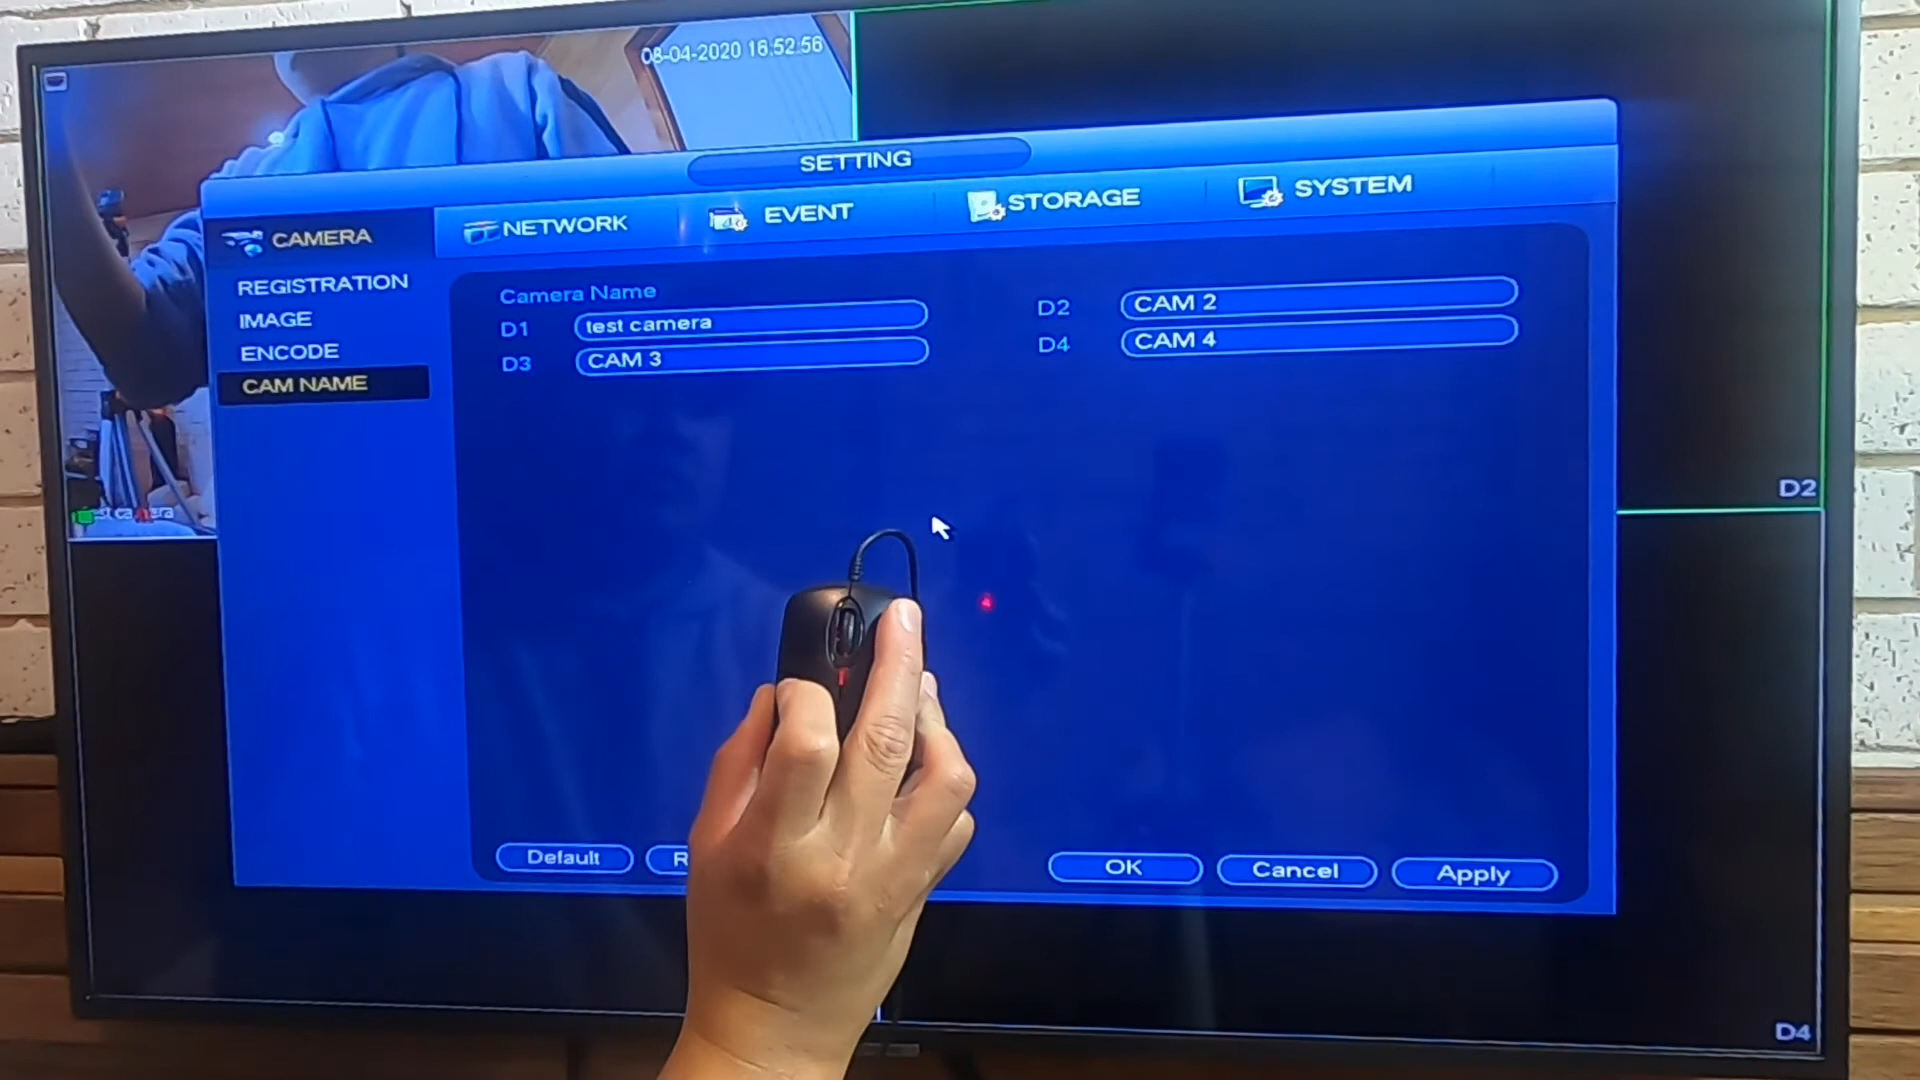 08-04-2020 16:52:56
SETTING
CAMERA NETWORK EVENT STORAGE SYSTEM
REGISTRATION
IMAGE
ENCODE
CAM NAME
Camera Name
D1 test camera D2 CAM 2
D3 CAM 3 D4 CAM 4
D2
Default OK Cancel Apply
D4